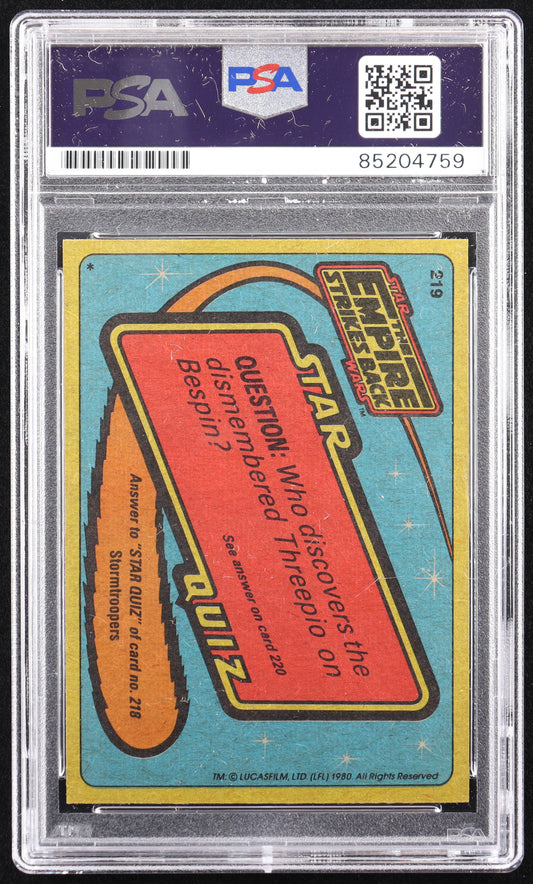 PSA
PSA
85204759
219
STAR
THE
EMPIRE
STRIKES BACK
WARS™
STAR
QUESTION: Who discovers the
dismembered Threepio on
Bespin?
See answer on card 220
QUIZ
Answer to "STAR QUIZ" of card no. 218
Stormtroopers
*
TM: © LUCASFILM, LTD. (LFL) 1980. All Rights Reserved
PSA